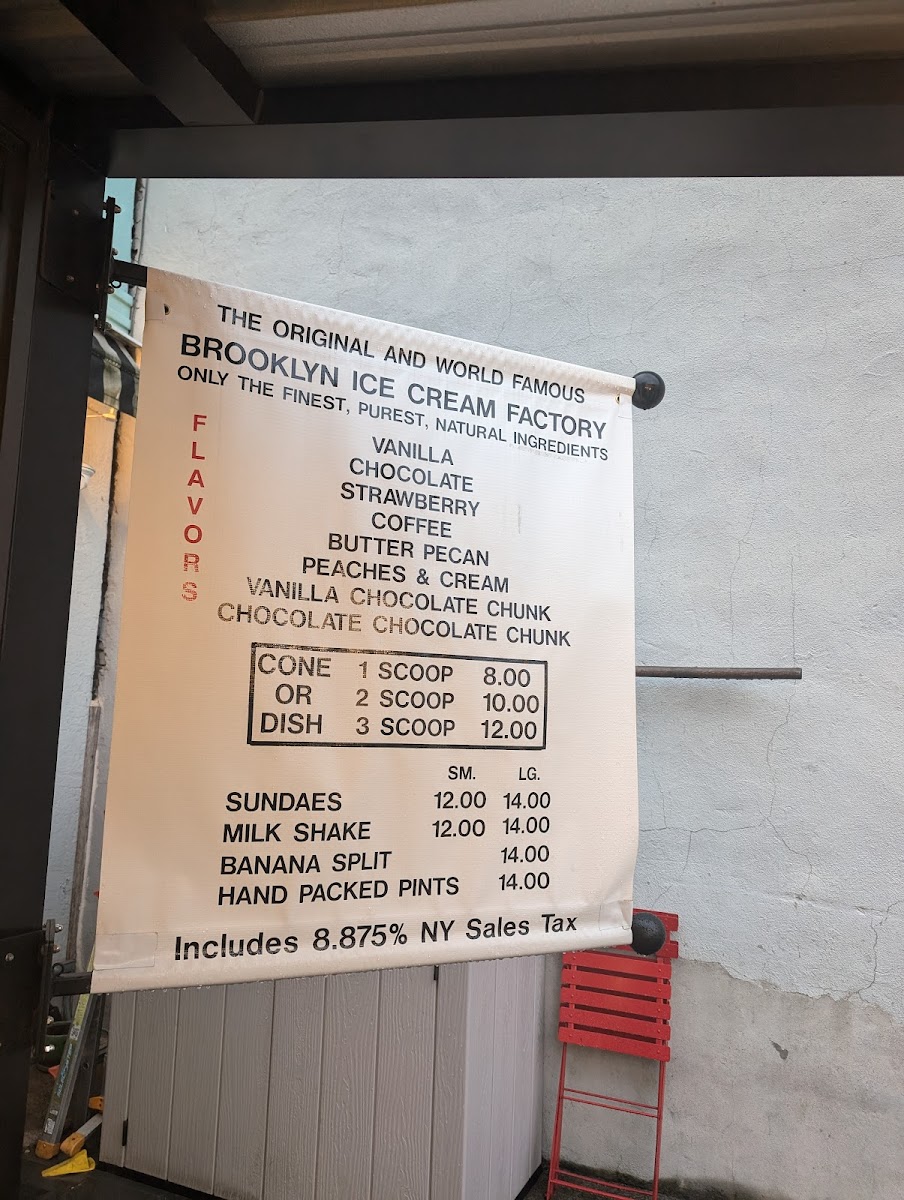 THE ORIGINAL AND WORLD FAMOUS
BROOKLYN ICE CREAM FACTORY
ONLY THE FINEST, PUREST, NATURAL INGREDIENTS
FLAVORS
VANILLA
CHOCOLATE
STRAWBERRY
COFFEE
BUTTER PECAN
PEACHES & CREAM
VANILLA CHOCOLATE CHUNK
CHOCOLATE CHOCOLATE CHUNK
CONE 1 SCOOP 8.00
OR 2 SCOOP 10.00
DISH 3 SCOOP 12.00
SM. LG.
SUNDAES 12.00 14.00
MILK SHAKE 12.00 14.00
BANANA SPLIT 14.00
HAND PACKED PINTS 14.00
Includes 8.875% NY Sales Tax